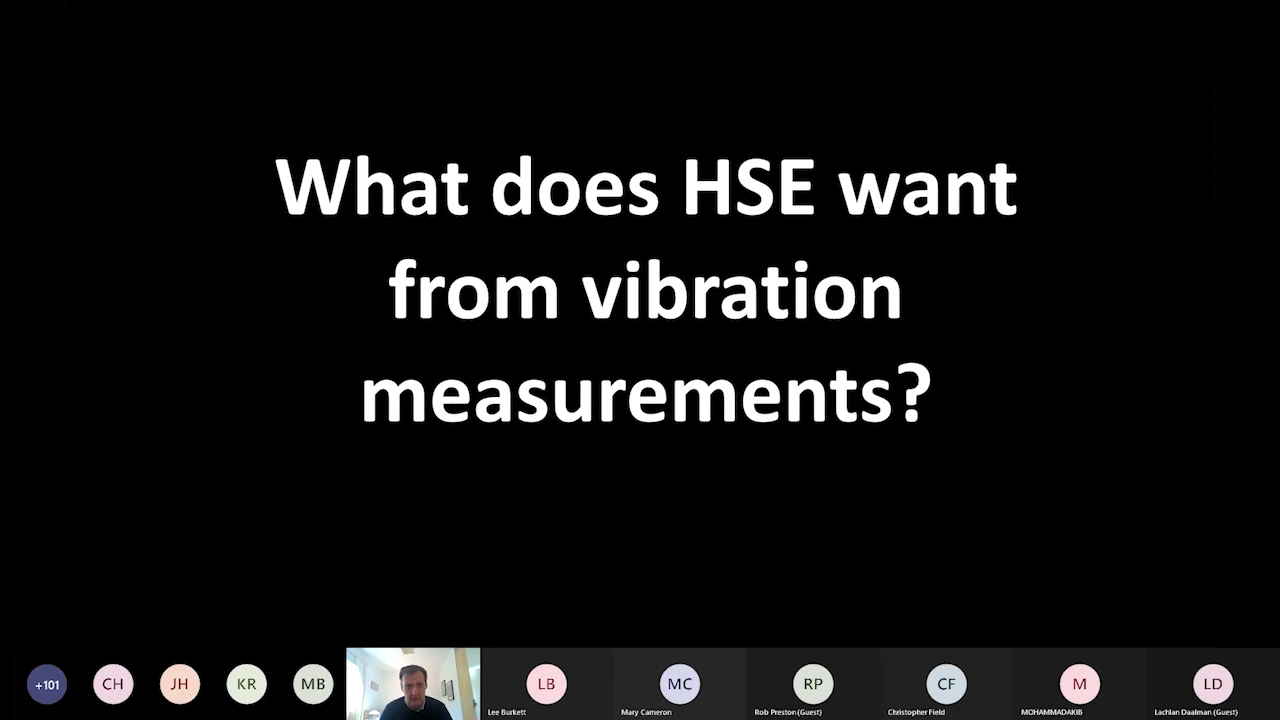 What does HSE want
from vibration
measurements?
+101
CH
JH
KR
MB
LB
Lee Burkett
MC
Mary Cameron
RP
Rob Preston (Guest)
CF
Christopher Field
M
MOHAMMADAKIB
LD
Lachlan Daalman (Guest)